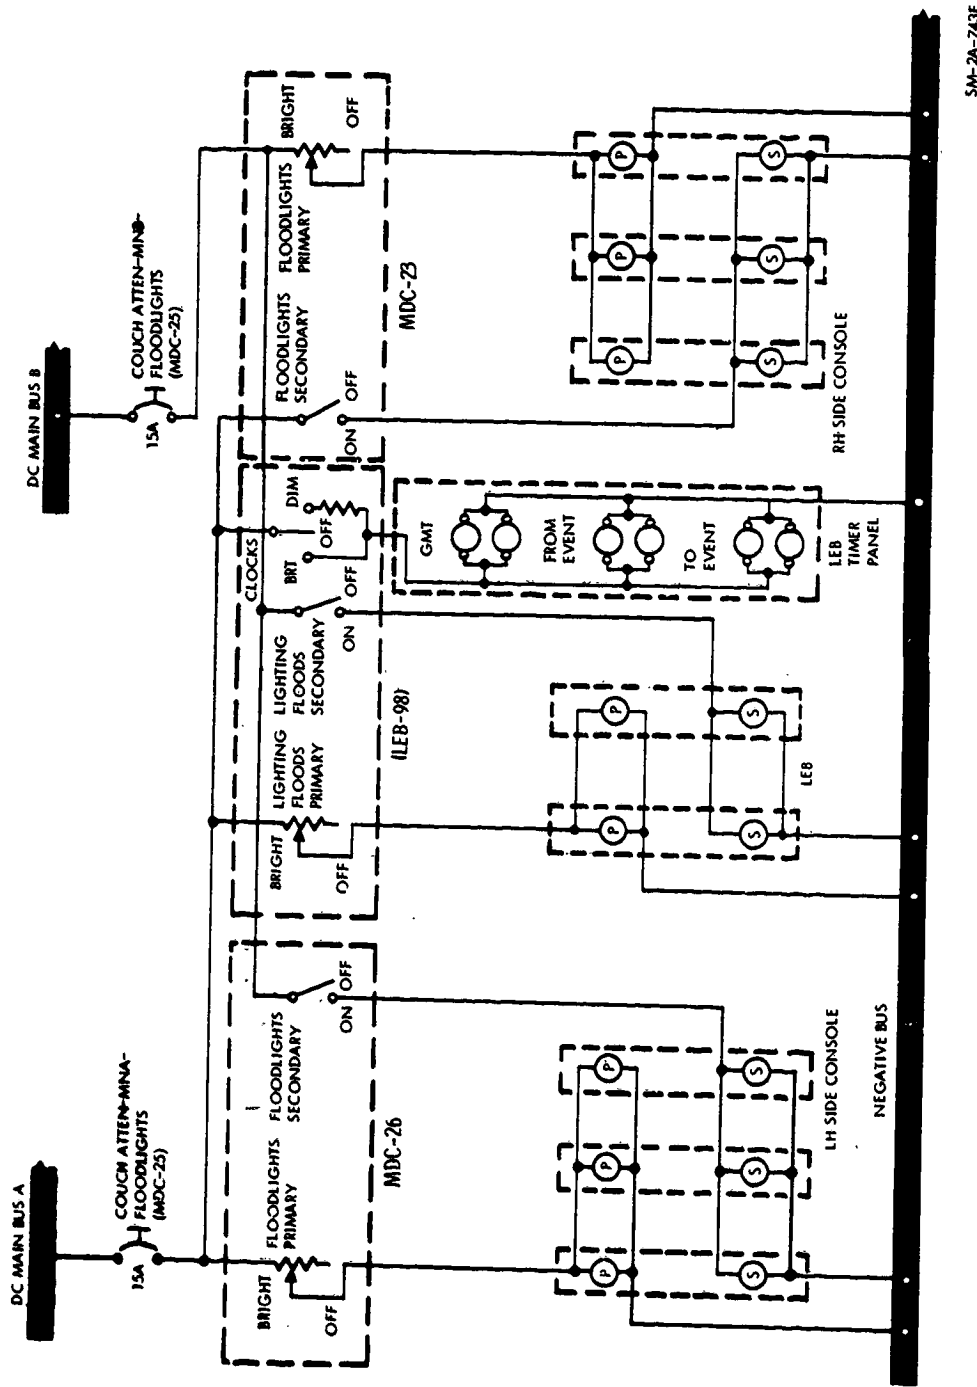 DC MAIN BUS A
COUCH ATTEN-MNA-
FLOODLIGHTS
(MDC-25)
15A
DC MAIN BUS B
COUCH ATTEN-MNB-
FLOODLIGHTS
(MDC-25)
15A
BRIGHT
FLOODLIGHTS
PRIMARY
OFF
FLOODLIGHTS
SECONDARY
OFF
ON
MDC-26
BRIGHT
LIGHTING
FLOODS
PRIMARY
OFF
LIGHTING
FLOODS
SECONDARY
OFF
ON
CLOCKS
BRT
OFF
DIM
(LEB-98)
FLOODLIGHTS
SECONDARY
OFF
ON
FLOODLIGHTS
PRIMARY
BRIGHT
OFF
MDC-23
P
P
P
S
S
S
LH SIDE CONSOLE
P
P
S
S
LEB
GMT
FROM
EVENT
TO
EVENT
LEB
TIMER
PANEL
P
P
P
S
S
S
RH SIDE CONSOLE
NEGATIVE BUS
SM-2A-743E